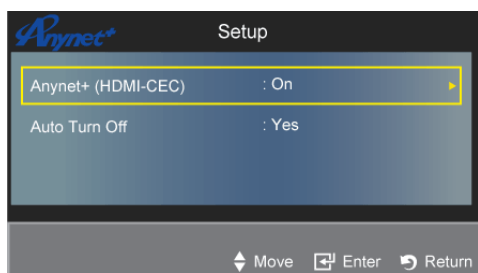 Anynet+ Setup
Anynet+ (HDMI-CEC) : On
Auto Turn Off : Yes
Move Enter Return